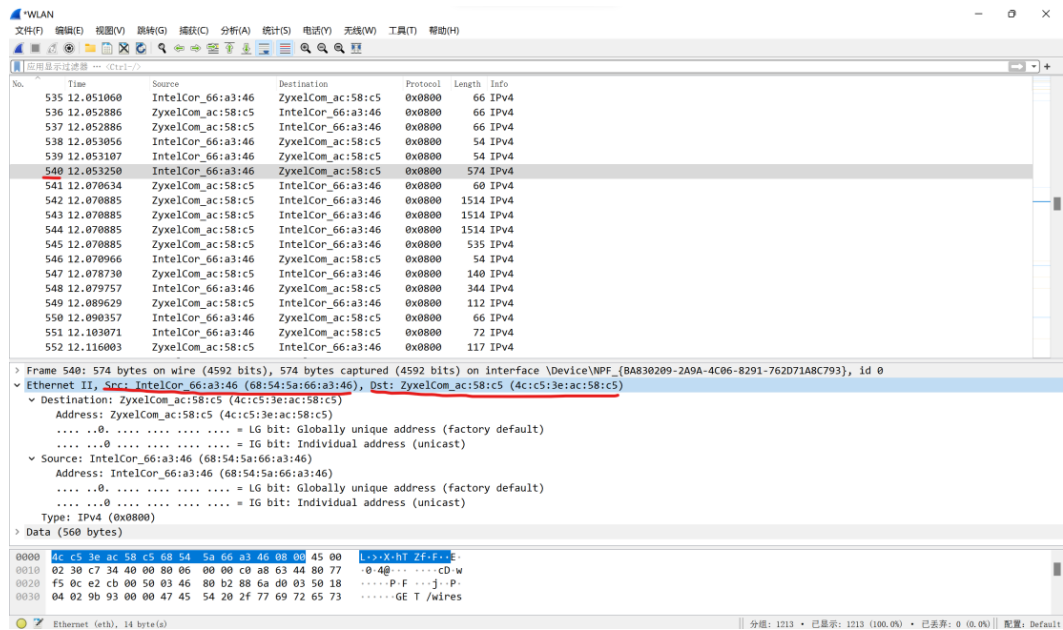 *WLAN
文件(F) 编辑(E) 视图(V) 跳转(G) 捕获(C) 分析(A) 统计(S) 电话(Y) 无线(W) 工具(T) 帮助(H)
应用显示过滤器 … <Ctrl-/>
No. Time Source Destination Protocol Length Info
535 12.051060 IntelCor_66:a3:46 ZyxelCom_ac:58:c5 0x0800 66 IPv4
536 12.052886 ZyxelCom_ac:58:c5 IntelCor_66:a3:46 0x0800 66 IPv4
537 12.052886 ZyxelCom_ac:58:c5 IntelCor_66:a3:46 0x0800 66 IPv4
538 12.053056 IntelCor_66:a3:46 ZyxelCom_ac:58:c5 0x0800 54 IPv4
539 12.053107 IntelCor_66:a3:46 ZyxelCom_ac:58:c5 0x0800 54 IPv4
540 12.053250 IntelCor_66:a3:46 ZyxelCom_ac:58:c5 0x0800 574 IPv4
541 12.070634 ZyxelCom_ac:58:c5 IntelCor_66:a3:46 0x0800 60 IPv4
542 12.070885 ZyxelCom_ac:58:c5 IntelCor_66:a3:46 0x0800 1514 IPv4
543 12.070885 ZyxelCom_ac:58:c5 IntelCor_66:a3:46 0x0800 1514 IPv4
544 12.070885 ZyxelCom_ac:58:c5 IntelCor_66:a3:46 0x0800 1514 IPv4
545 12.070885 ZyxelCom_ac:58:c5 IntelCor_66:a3:46 0x0800 535 IPv4
546 12.070966 IntelCor_66:a3:46 ZyxelCom_ac:58:c5 0x0800 54 IPv4
547 12.078730 IntelCor_66:a3:46 ZyxelCom_ac:58:c5 0x0800 140 IPv4
548 12.079757 IntelCor_66:a3:46 ZyxelCom_ac:58:c5 0x0800 344 IPv4
549 12.089629 ZyxelCom_ac:58:c5 IntelCor_66:a3:46 0x0800 112 IPv4
550 12.090357 ZyxelCom_ac:58:c5 IntelCor_66:a3:46 0x0800 66 IPv4
551 12.103071 IntelCor_66:a3:46 ZyxelCom_ac:58:c5 0x0800 72 IPv4
552 12.116003 ZyxelCom_ac:58:c5 IntelCor_66:a3:46 0x0800 117 IPv4
Frame 540: 574 bytes on wire (4592 bits), 574 bytes captured (4592 bits) on interface \Device\NPF_{BA830209-2A9A-4C06-8291-762D71A8C793}, id 0
Ethernet II, Src: IntelCor_66:a3:46 (68:54:5a:66:a3:46), Dst: ZyxelCom_ac:58:c5 (4c:c5:3e:ac:58:c5)
Destination: ZyxelCom_ac:58:c5 (4c:c5:3e:ac:58:c5)
Address: ZyxelCom_ac:58:c5 (4c:c5:3e:ac:58:c5)
.... ..0. .... .... .... .... = LG bit: Globally unique address (factory default)
.... ...0 .... .... .... .... = IG bit: Individual address (unicast)
Source: IntelCor_66:a3:46 (68:54:5a:66:a3:46)
Address: IntelCor_66:a3:46 (68:54:5a:66:a3:46)
.... ..0. .... .... .... .... = LG bit: Globally unique address (factory default)
.... ...0 .... .... .... .... = IG bit: Individual address (unicast)
Type: IPv4 (0x0800)
Data (560 bytes)
0000 4c c5 3e ac 58 c5 68 54 5a 66 a3 46 08 00 45 00 L·>·X·hT Zf·F··E·
0010 02 30 c7 34 40 00 80 06 00 00 c0 a8 63 44 80 77 ·0·4@··· ····cD·w
0020 f5 0c e2 cb 00 50 03 46 80 b2 88 6a d0 03 50 18 ·····P·F ···j··P·
0030 04 02 9b 93 00 00 47 45 54 20 2f 77 69 72 65 73 ······GE T /wires
Ethernet (eth), 14 byte(s) 分组: 1213 · 已显示: 1213 (100.0%) · 已丢弃: 0 (0.0%) 配置: Default